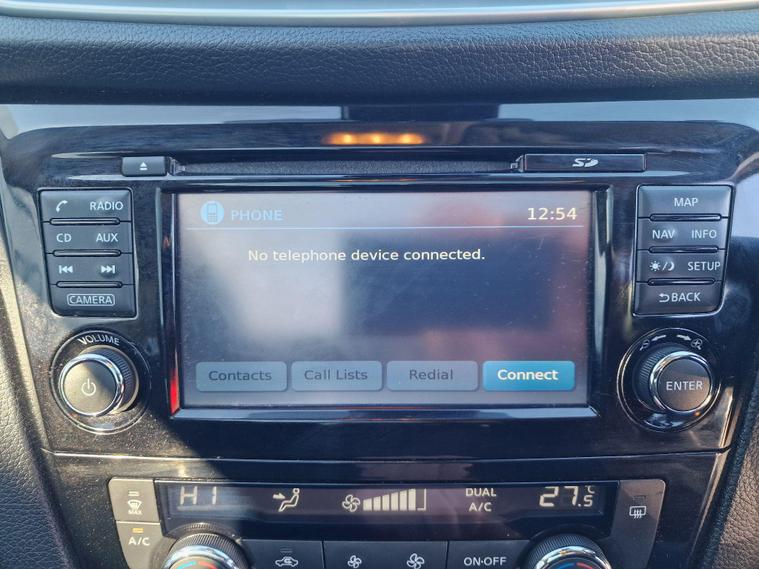 SD
RADIO
CD AUX
CAMERA
VOLUME
PHONE 12:54
No telephone device connected.
Contacts Call Lists Redial Connect
MAP
NAV INFO
SETUP
BACK
ENTER
MAX
A/C
HI
DUAL
A/C
27.5°C
ON·OFF